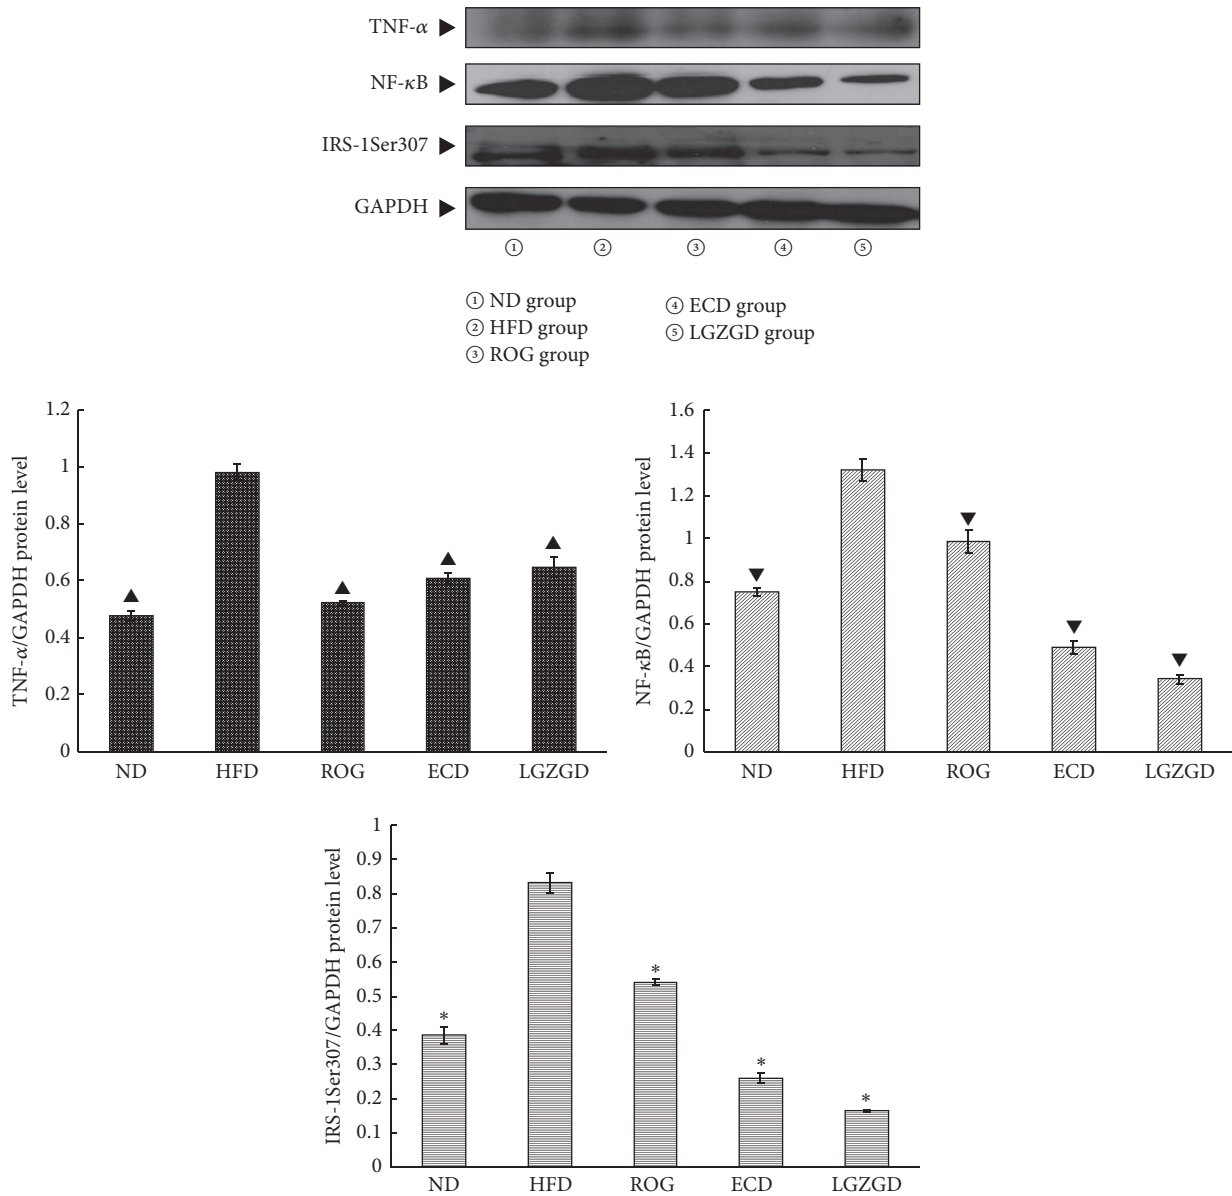 TNF-α ►
NF-κB ►
IRS-1Ser307 ►
GAPDH ►
① ② ③ ④ ⑤
① ND group
② HFD group
③ ROG group
④ ECD group
⑤ LGZGD group
TNF-α/GAPDH protein level
1.2
1
0.8
0.6
0.4
0.2
0
▲ ▲ ▲ ▲
ND HFD ROG ECD LGZGD
NF-κB/GAPDH protein level
1.6
1.4
1.2
1
0.8
0.6
0.4
0.2
0
▼ ▼ ▼ ▼
ND HFD ROG ECD LGZGD
IRS-1Ser307/GAPDH protein level
1
0.9
0.8
0.7
0.6
0.5
0.4
0.3
0.2
0.1
0
* * * *
ND HFD ROG ECD LGZGD